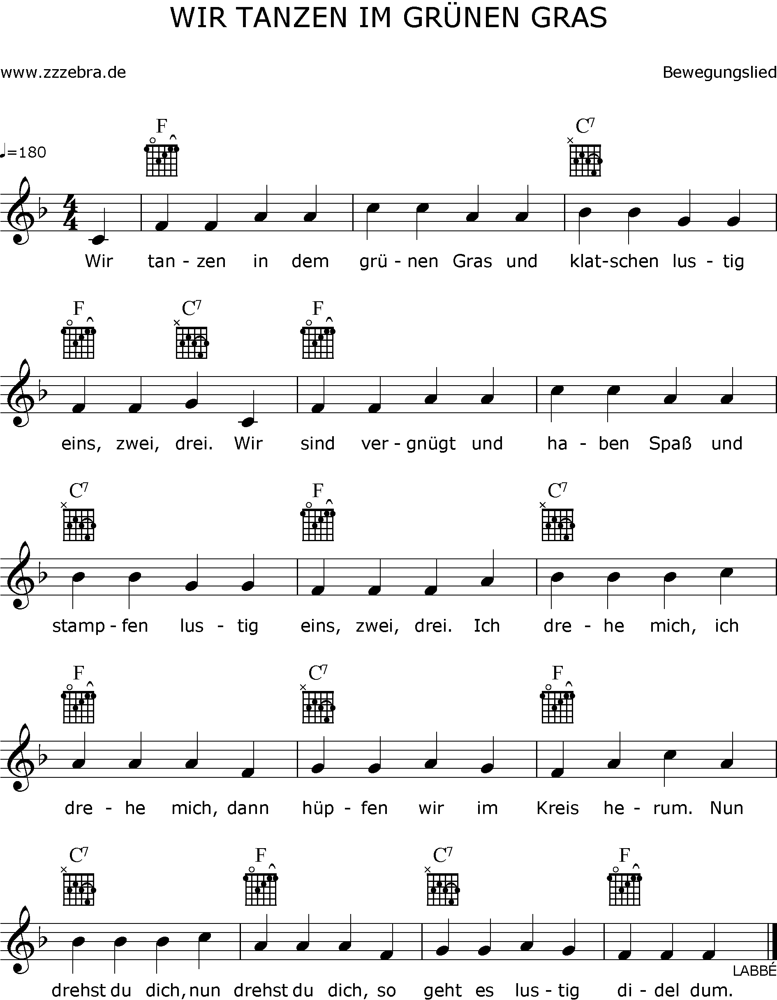 WIR TANZEN IM GRÜNEN GRAS
www.zzzebra.de Bewegungslied
F C7
♩=180
4/4
Wir tan - zen in dem grü - nen Gras und klat-schen lus - tig
F C7 F
eins, zwei, drei. Wir sind ver - gnügt und ha - ben Spaß und
C7 F C7
stamp - fen lus - tig eins, zwei, drei. Ich dre - he mich, ich
F C7 F
dre - he mich, dann hüp - fen wir im Kreis he - rum. Nun
C7 F C7 F
LABBÉ
drehst du dich, nun drehst du dich, so geht es lus - tig di - del dum.